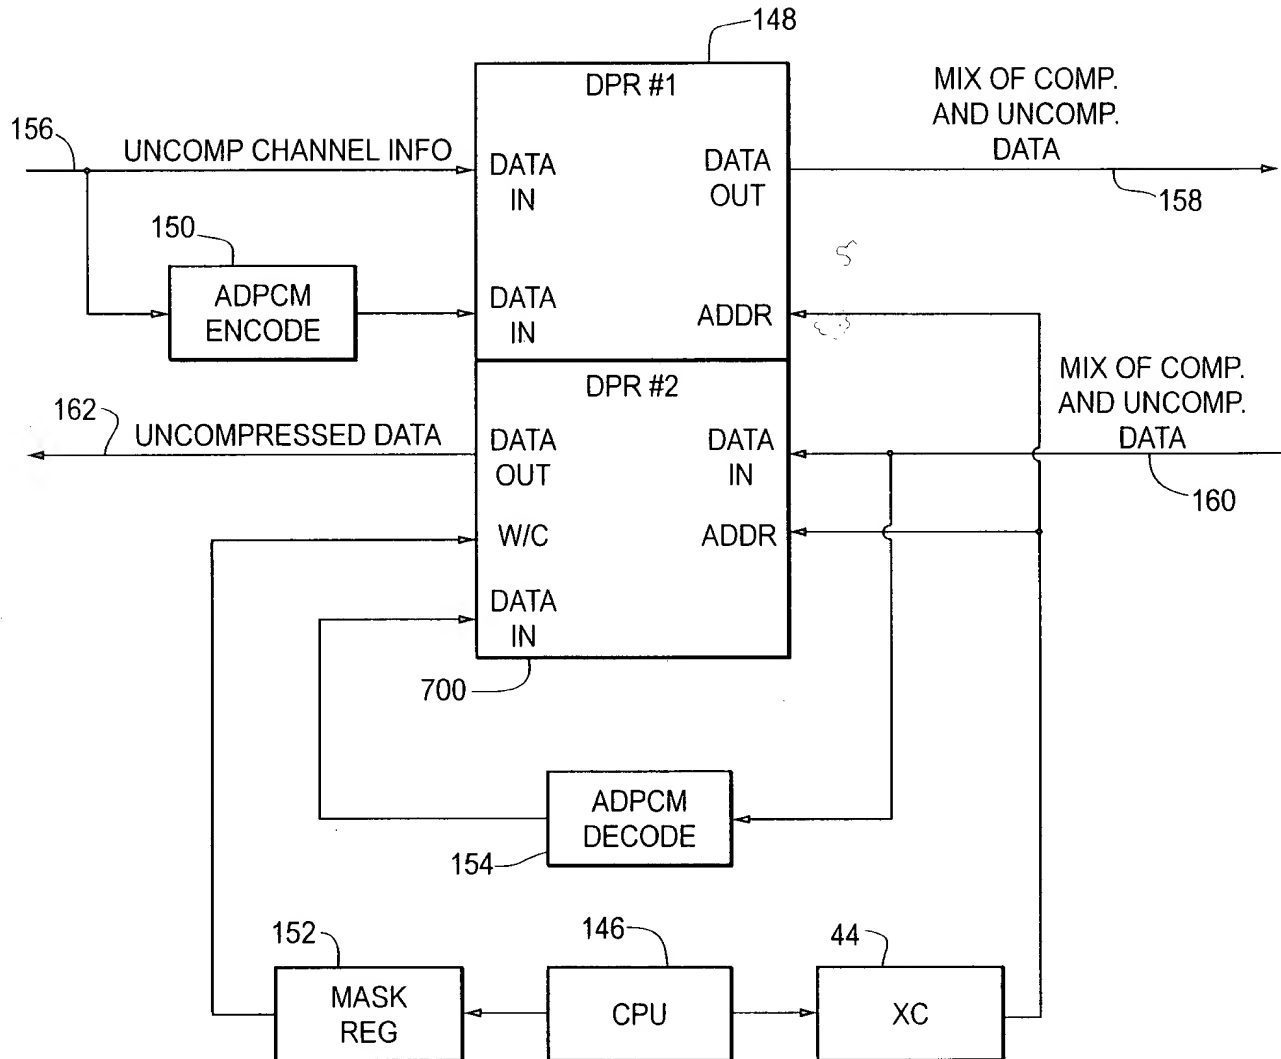 148
DPR #1
MIX OF COMP.
AND UNCOMP.
DATA
156
UNCOMP CHANNEL INFO
DATA
IN
DATA
OUT
158
150
ADPCM
ENCODE
DATA
IN
ADDR
DPR #2
MIX OF COMP.
AND UNCOMP.
DATA
162
UNCOMPRESSED DATA
DATA
OUT
DATA
IN
160
W/C
ADDR
DATA
IN
700
ADPCM
DECODE
154
152
146
44
MASK
REG
CPU
XC